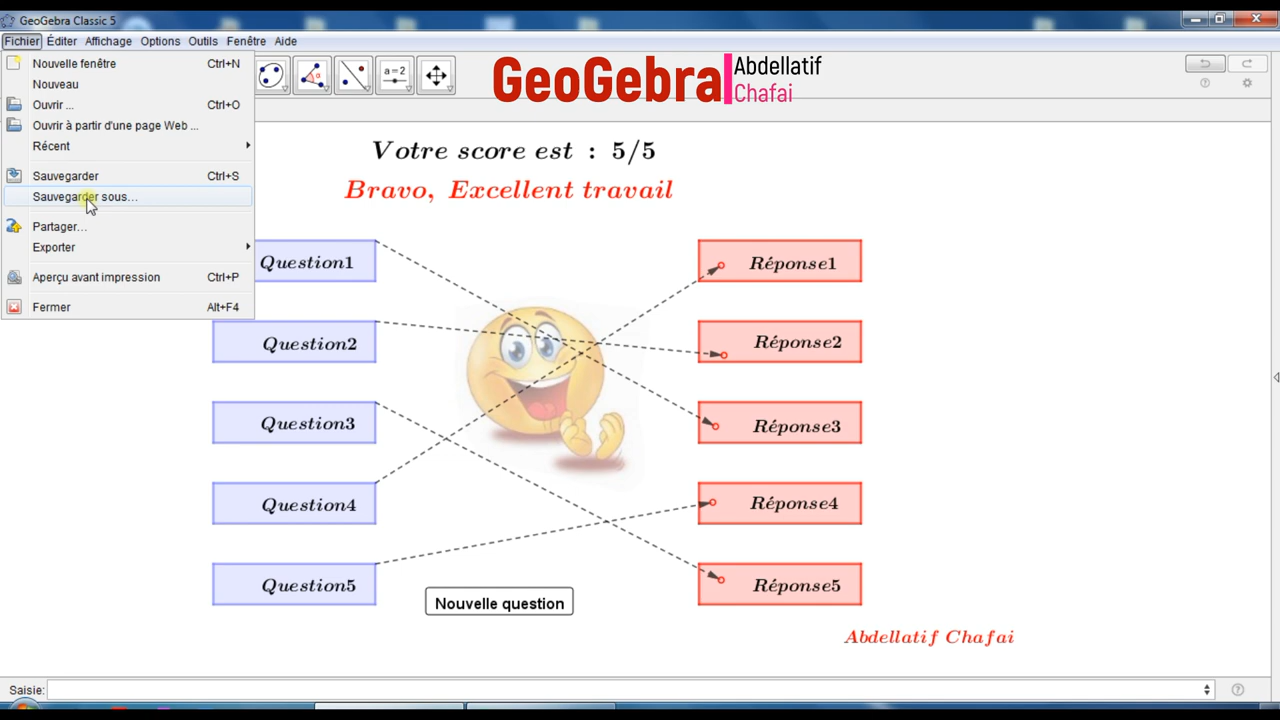 GeoGebra Classic 5
Fichier Éditer Affichage Options Outils Fenêtre Aide
Nouvelle fenêtre Ctrl+N
Nouveau
Ouvrir ... Ctrl+O
Ouvrir à partir d'une page Web ...
Récent
Sauvegarder Ctrl+S
Sauvegarder sous...
Partager...
Exporter
Aperçu avant impression Ctrl+P
Fermer Alt+F4
a=2
GeoGebra
Abdellatif
Chafai
Votre score est : 5/5
Bravo, Excellent travail
Question1 Réponse1
Question2 Réponse2
Question3 Réponse3
Question4 Réponse4
Question5 Réponse5
Nouvelle question
Abdellatif Chafai
Saisie: